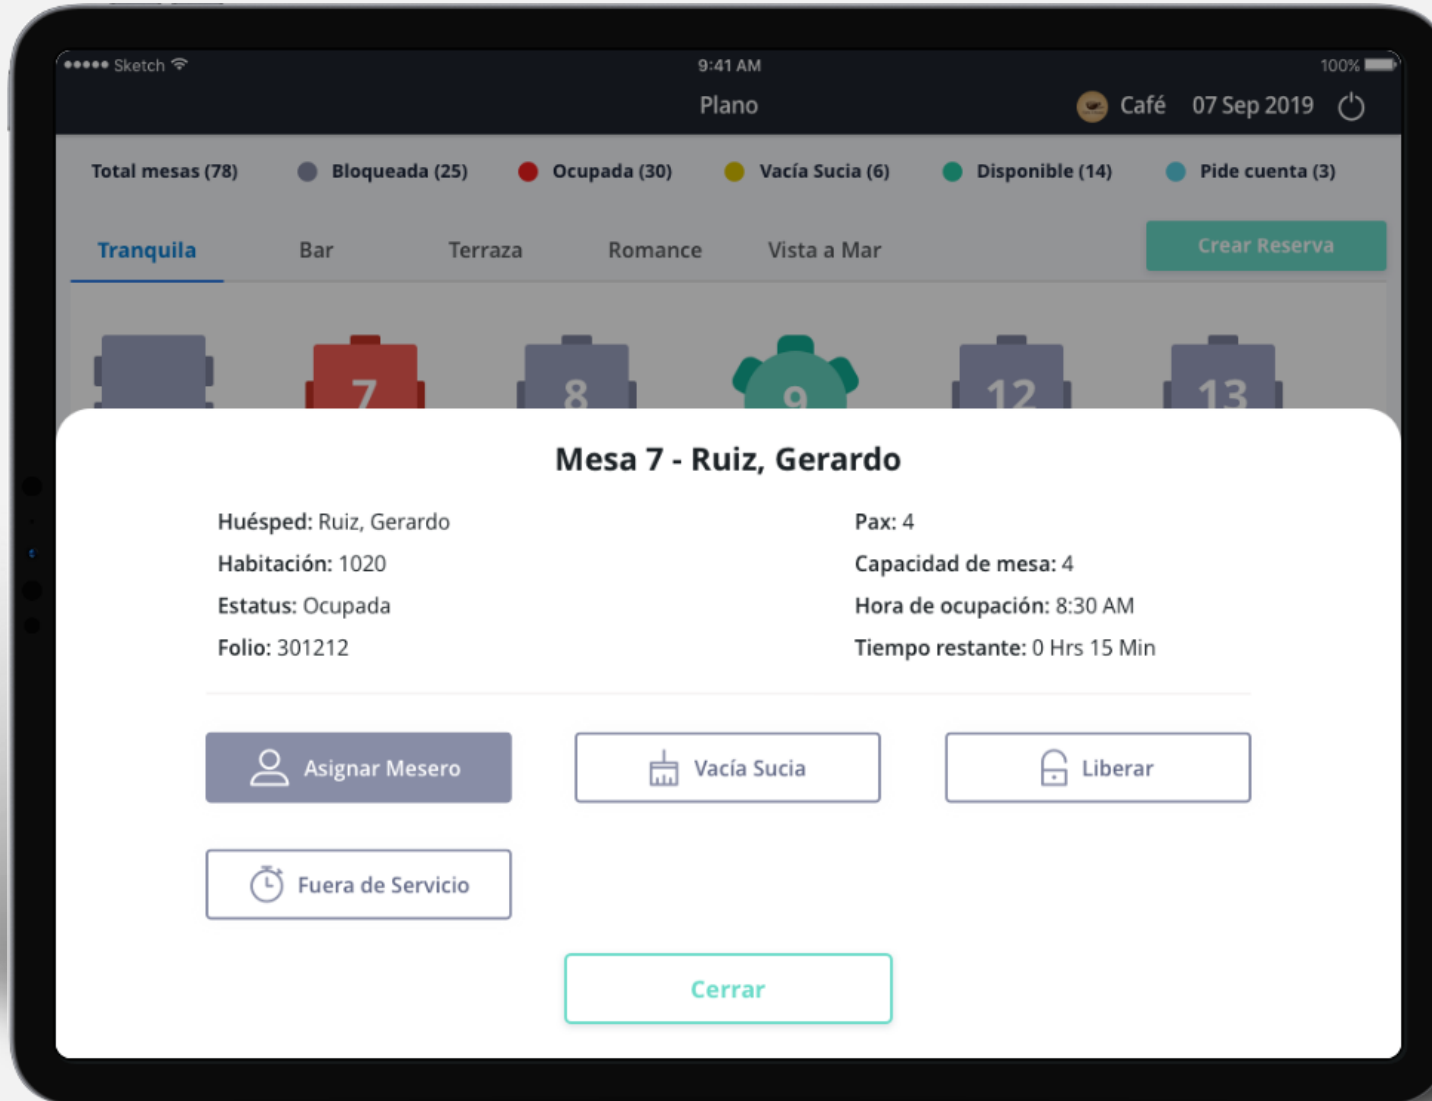 Sketch 9:41 AM 100%
Plano Café 07 Sep 2019
Total mesas (78) Bloqueada (25) Ocupada (30) Vacía Sucia (6) Disponible (14) Pide cuenta (3)
Tranquila Bar Terraza Romance Vista a Mar Crear Reserva
7 8 9 12 13
Mesa 7 - Ruiz, Gerardo
Huésped: Ruiz, Gerardo
Habitación: 1020
Estatus: Ocupada
Folio: 301212
Pax: 4
Capacidad de mesa: 4
Hora de ocupación: 8:30 AM
Tiempo restante: 0 Hrs 15 Min
Asignar Mesero Vacía Sucia Liberar
Fuera de Servicio
Cerrar